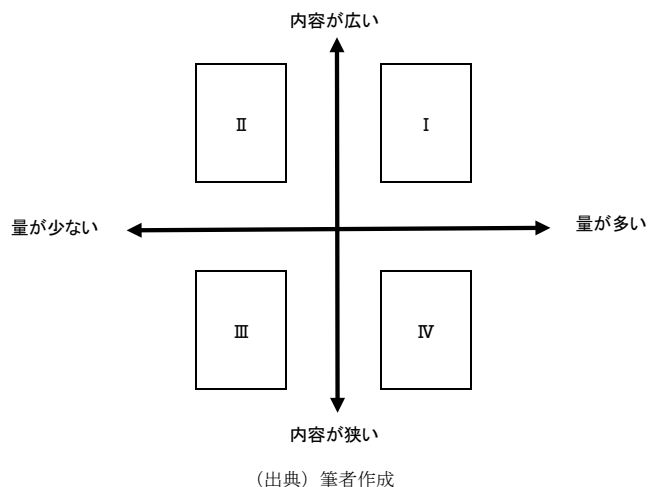 内容が広い
Ⅱ
Ⅰ
量が少ない
量が多い
Ⅲ
Ⅳ
内容が狭い
（出典）筆者作成